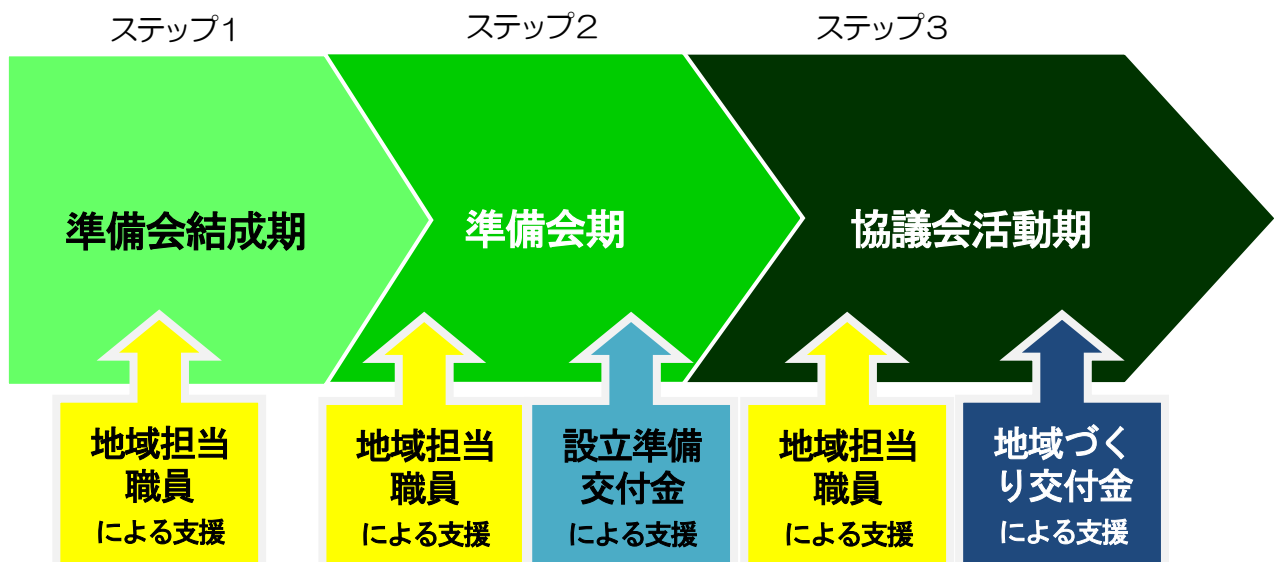 ステップ1
ステップ2
ステップ3
準備会結成期
準備会期
協議会活動期
地域担当
職員
による支援
地域担当
職員
による支援
設立準備
交付金
による支援
地域担当
職員
による支援
地域づく
り交付金
による支援